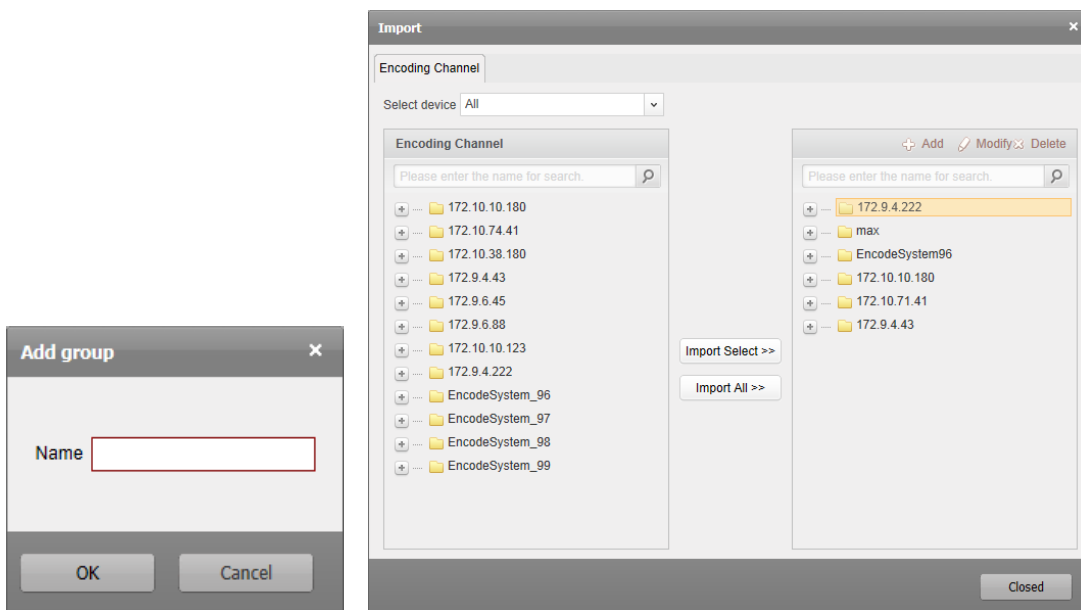 Add group
Name
OK Cancel
Import
Encoding Channel
Select device All
Encoding Channel
Please enter the name for search.
172.10.10.180
172.10.74.41
172.10.38.180
172.9.4.43
172.9.6.45
172.9.6.88
172.10.10.123
172.9.4.222
EncodeSystem_96
EncodeSystem_97
EncodeSystem_98
EncodeSystem_99
Import Select >>
Import All >>
Add Modify Delete
Please enter the name for search.
172.9.4.222
max
EncodeSystem96
172.10.10.180
172.10.71.41
172.9.4.43
Closed